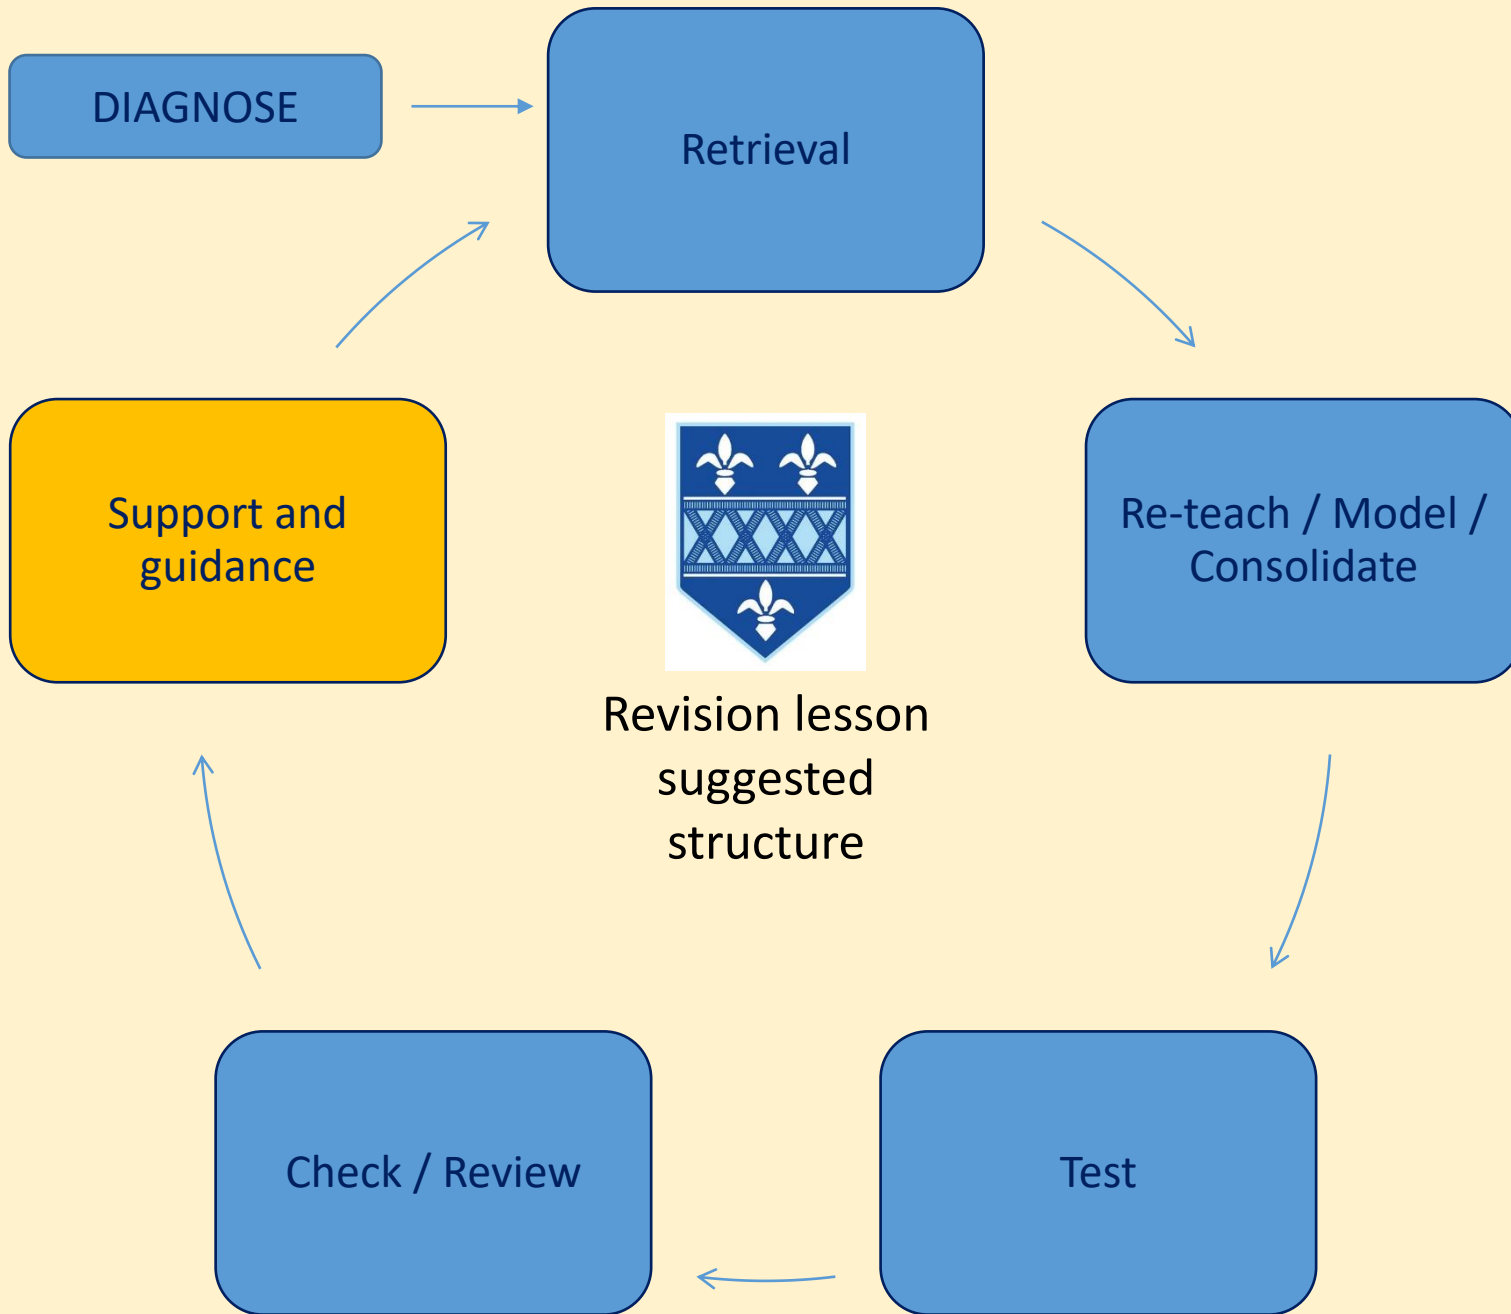 DIAGNOSE
Retrieval
Re-teach / Model /
Consolidate
Test
Check / Review
Support and
guidance
Revision lesson
suggested
structure